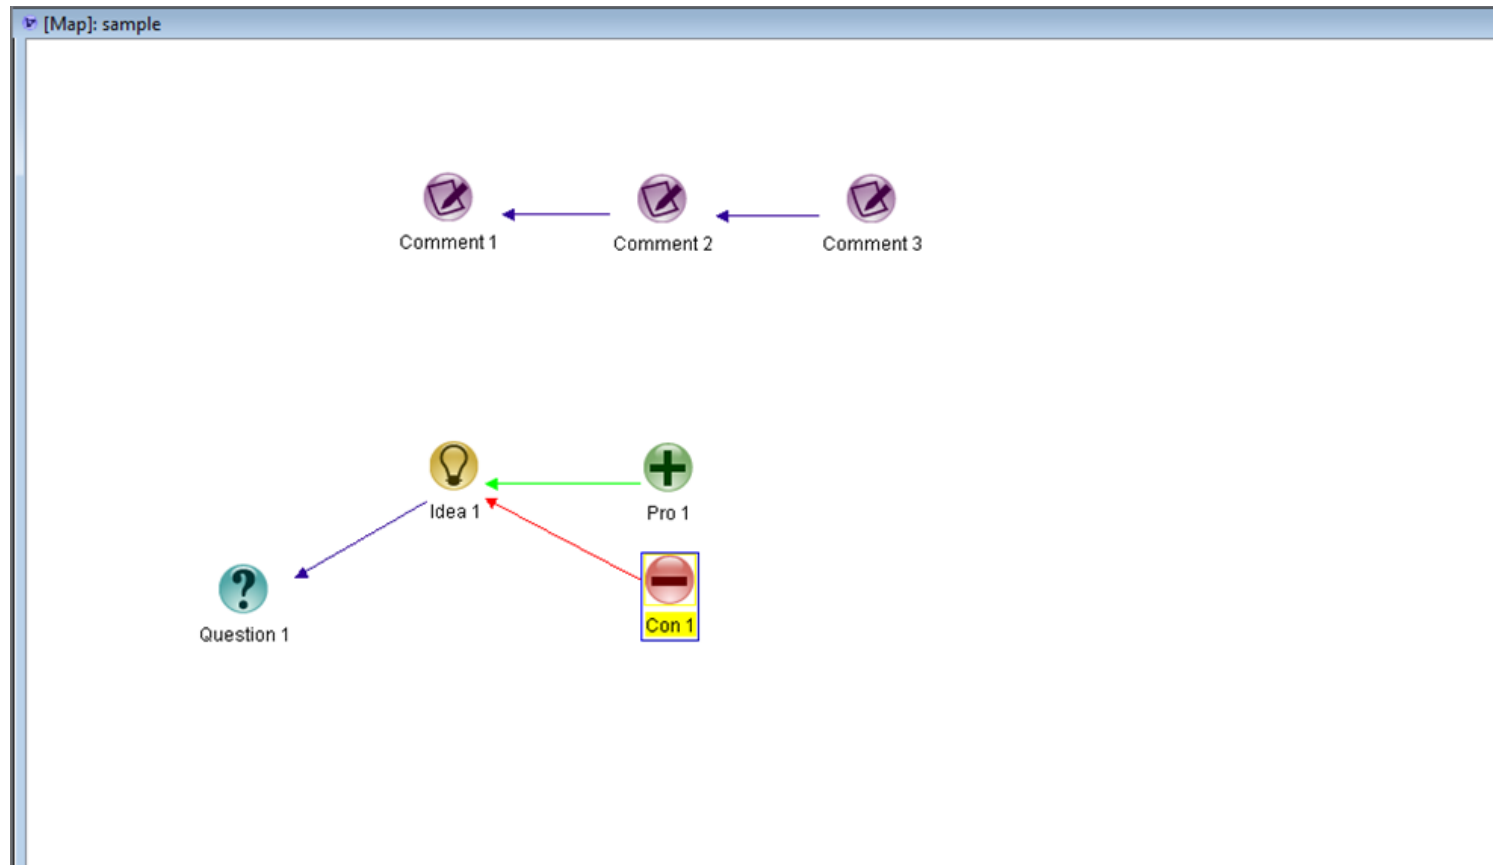 [Map]: sample
Comment 1
Comment 2
Comment 3
Idea 1
Pro 1
Con 1
Question 1